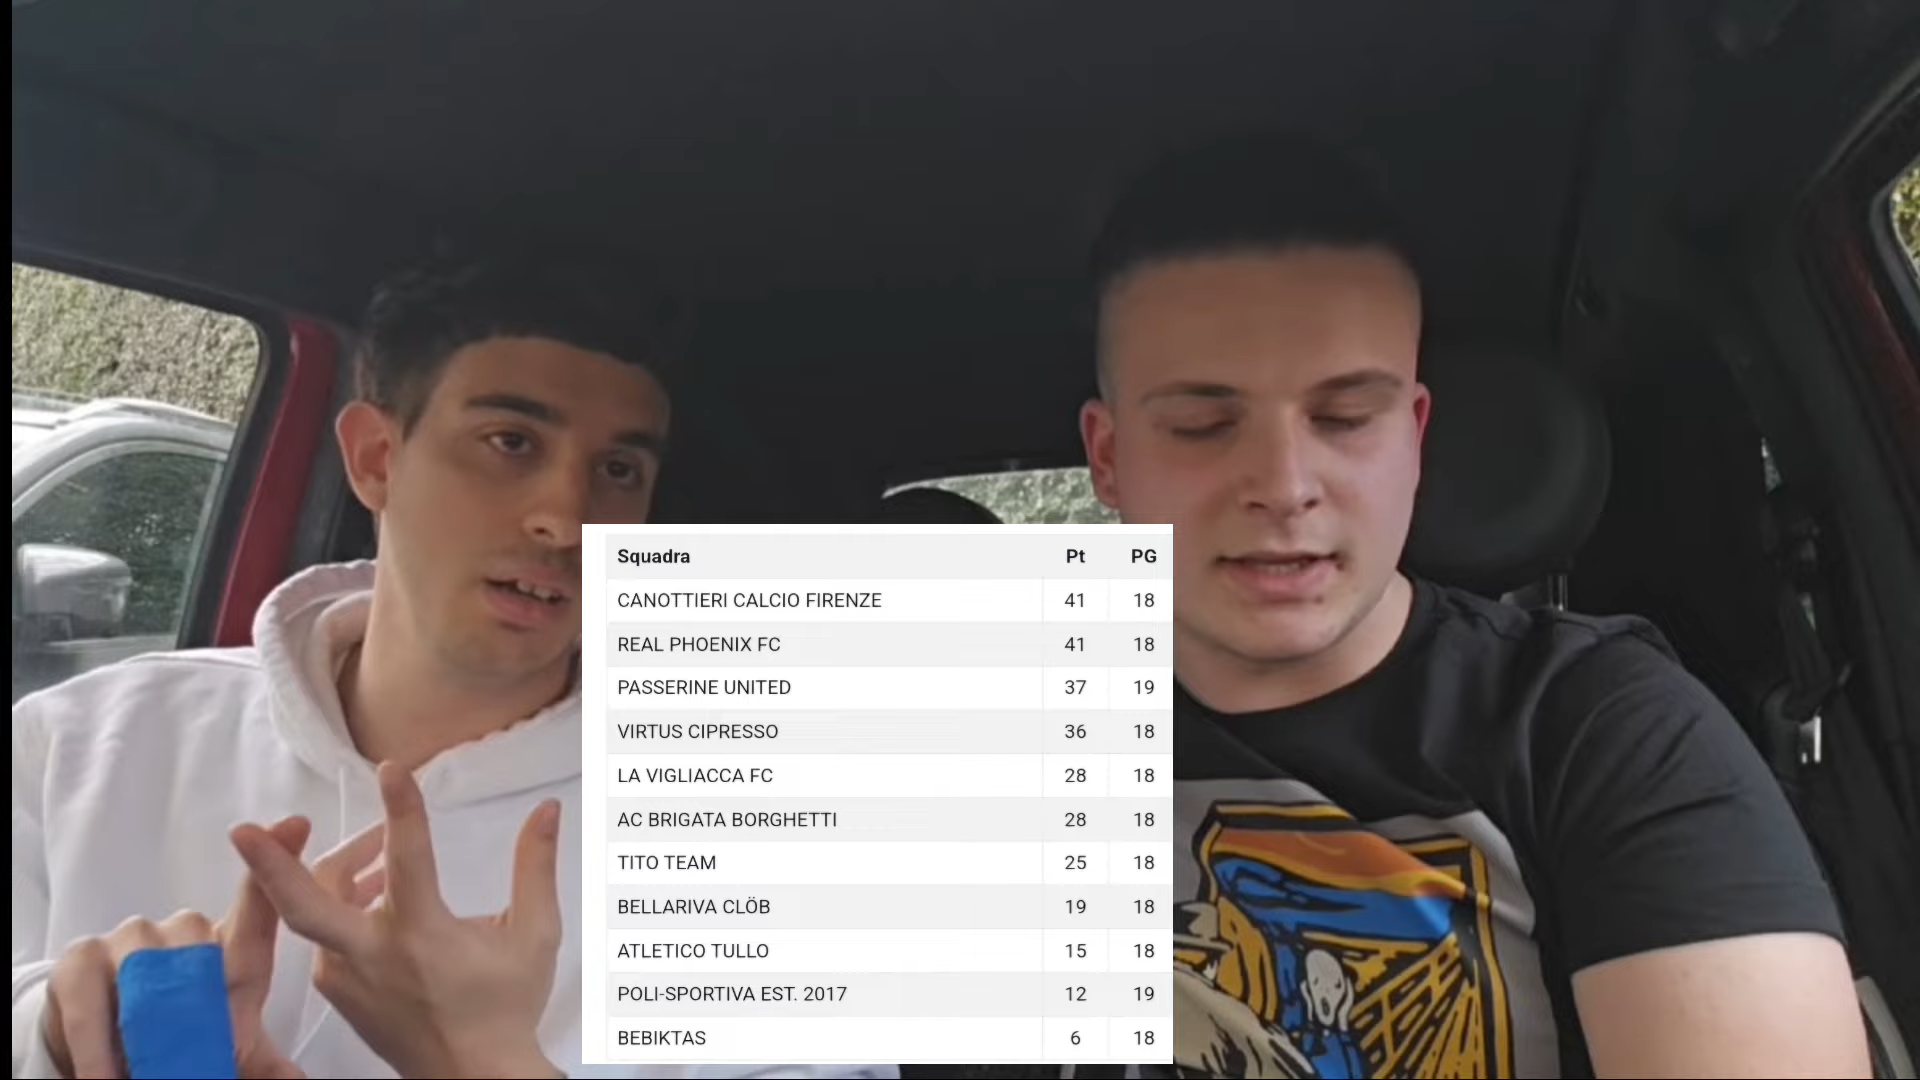 Squadra Pt PG
CANOTTIERI CALCIO FIRENZE 41 18
REAL PHOENIX FC 41 18
PASSERINE UNITED 37 19
VIRTUS CIPRESSO 36 18
LA VIGLIACCA FC 28 18
AC BRIGATA BORGHETTI 28 18
TITO TEAM 25 18
BELLARIVA CLÖB 19 18
ATLETICO TULLO 15 18
POLI-SPORTIVA EST. 2017 12 19
BEBIKTAS 6 18